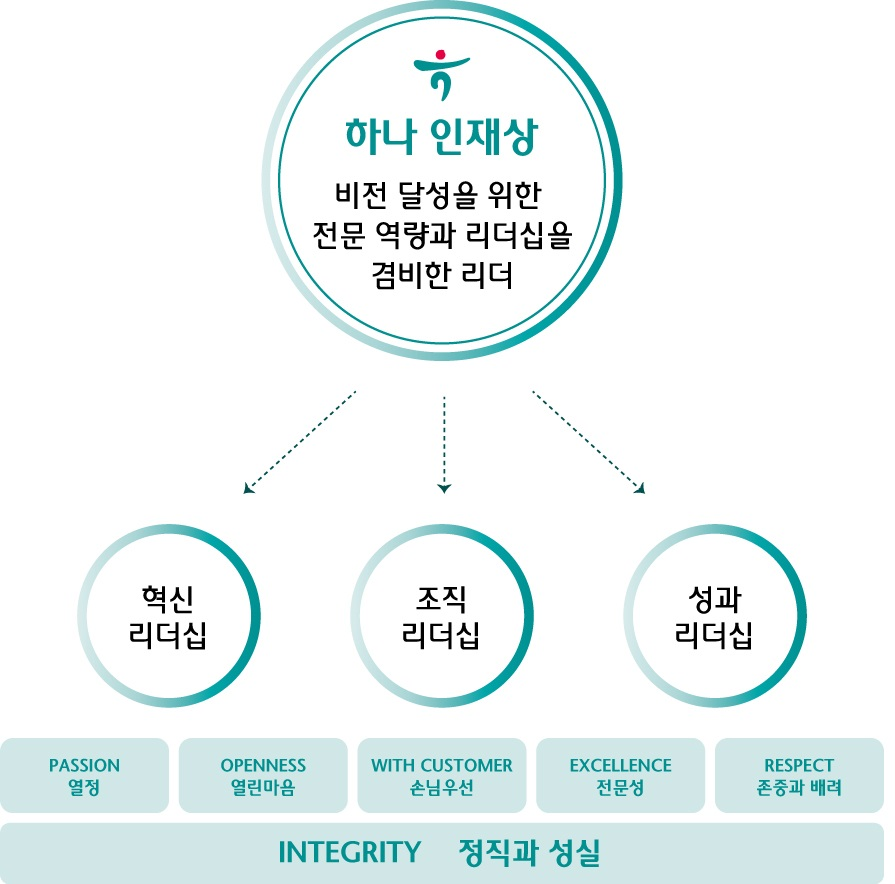 하나 인재상
비전 달성을 위한
전문 역량과 리더십을
겸비한 리더
혁신
리더십
조직
리더십
성과
리더십
PASSION
열정
OPENNESS
열린마음
WITH CUSTOMER
손님우선
EXCELLENCE
전문성
RESPECT
존중과 배려
INTEGRITY 정직과 성실